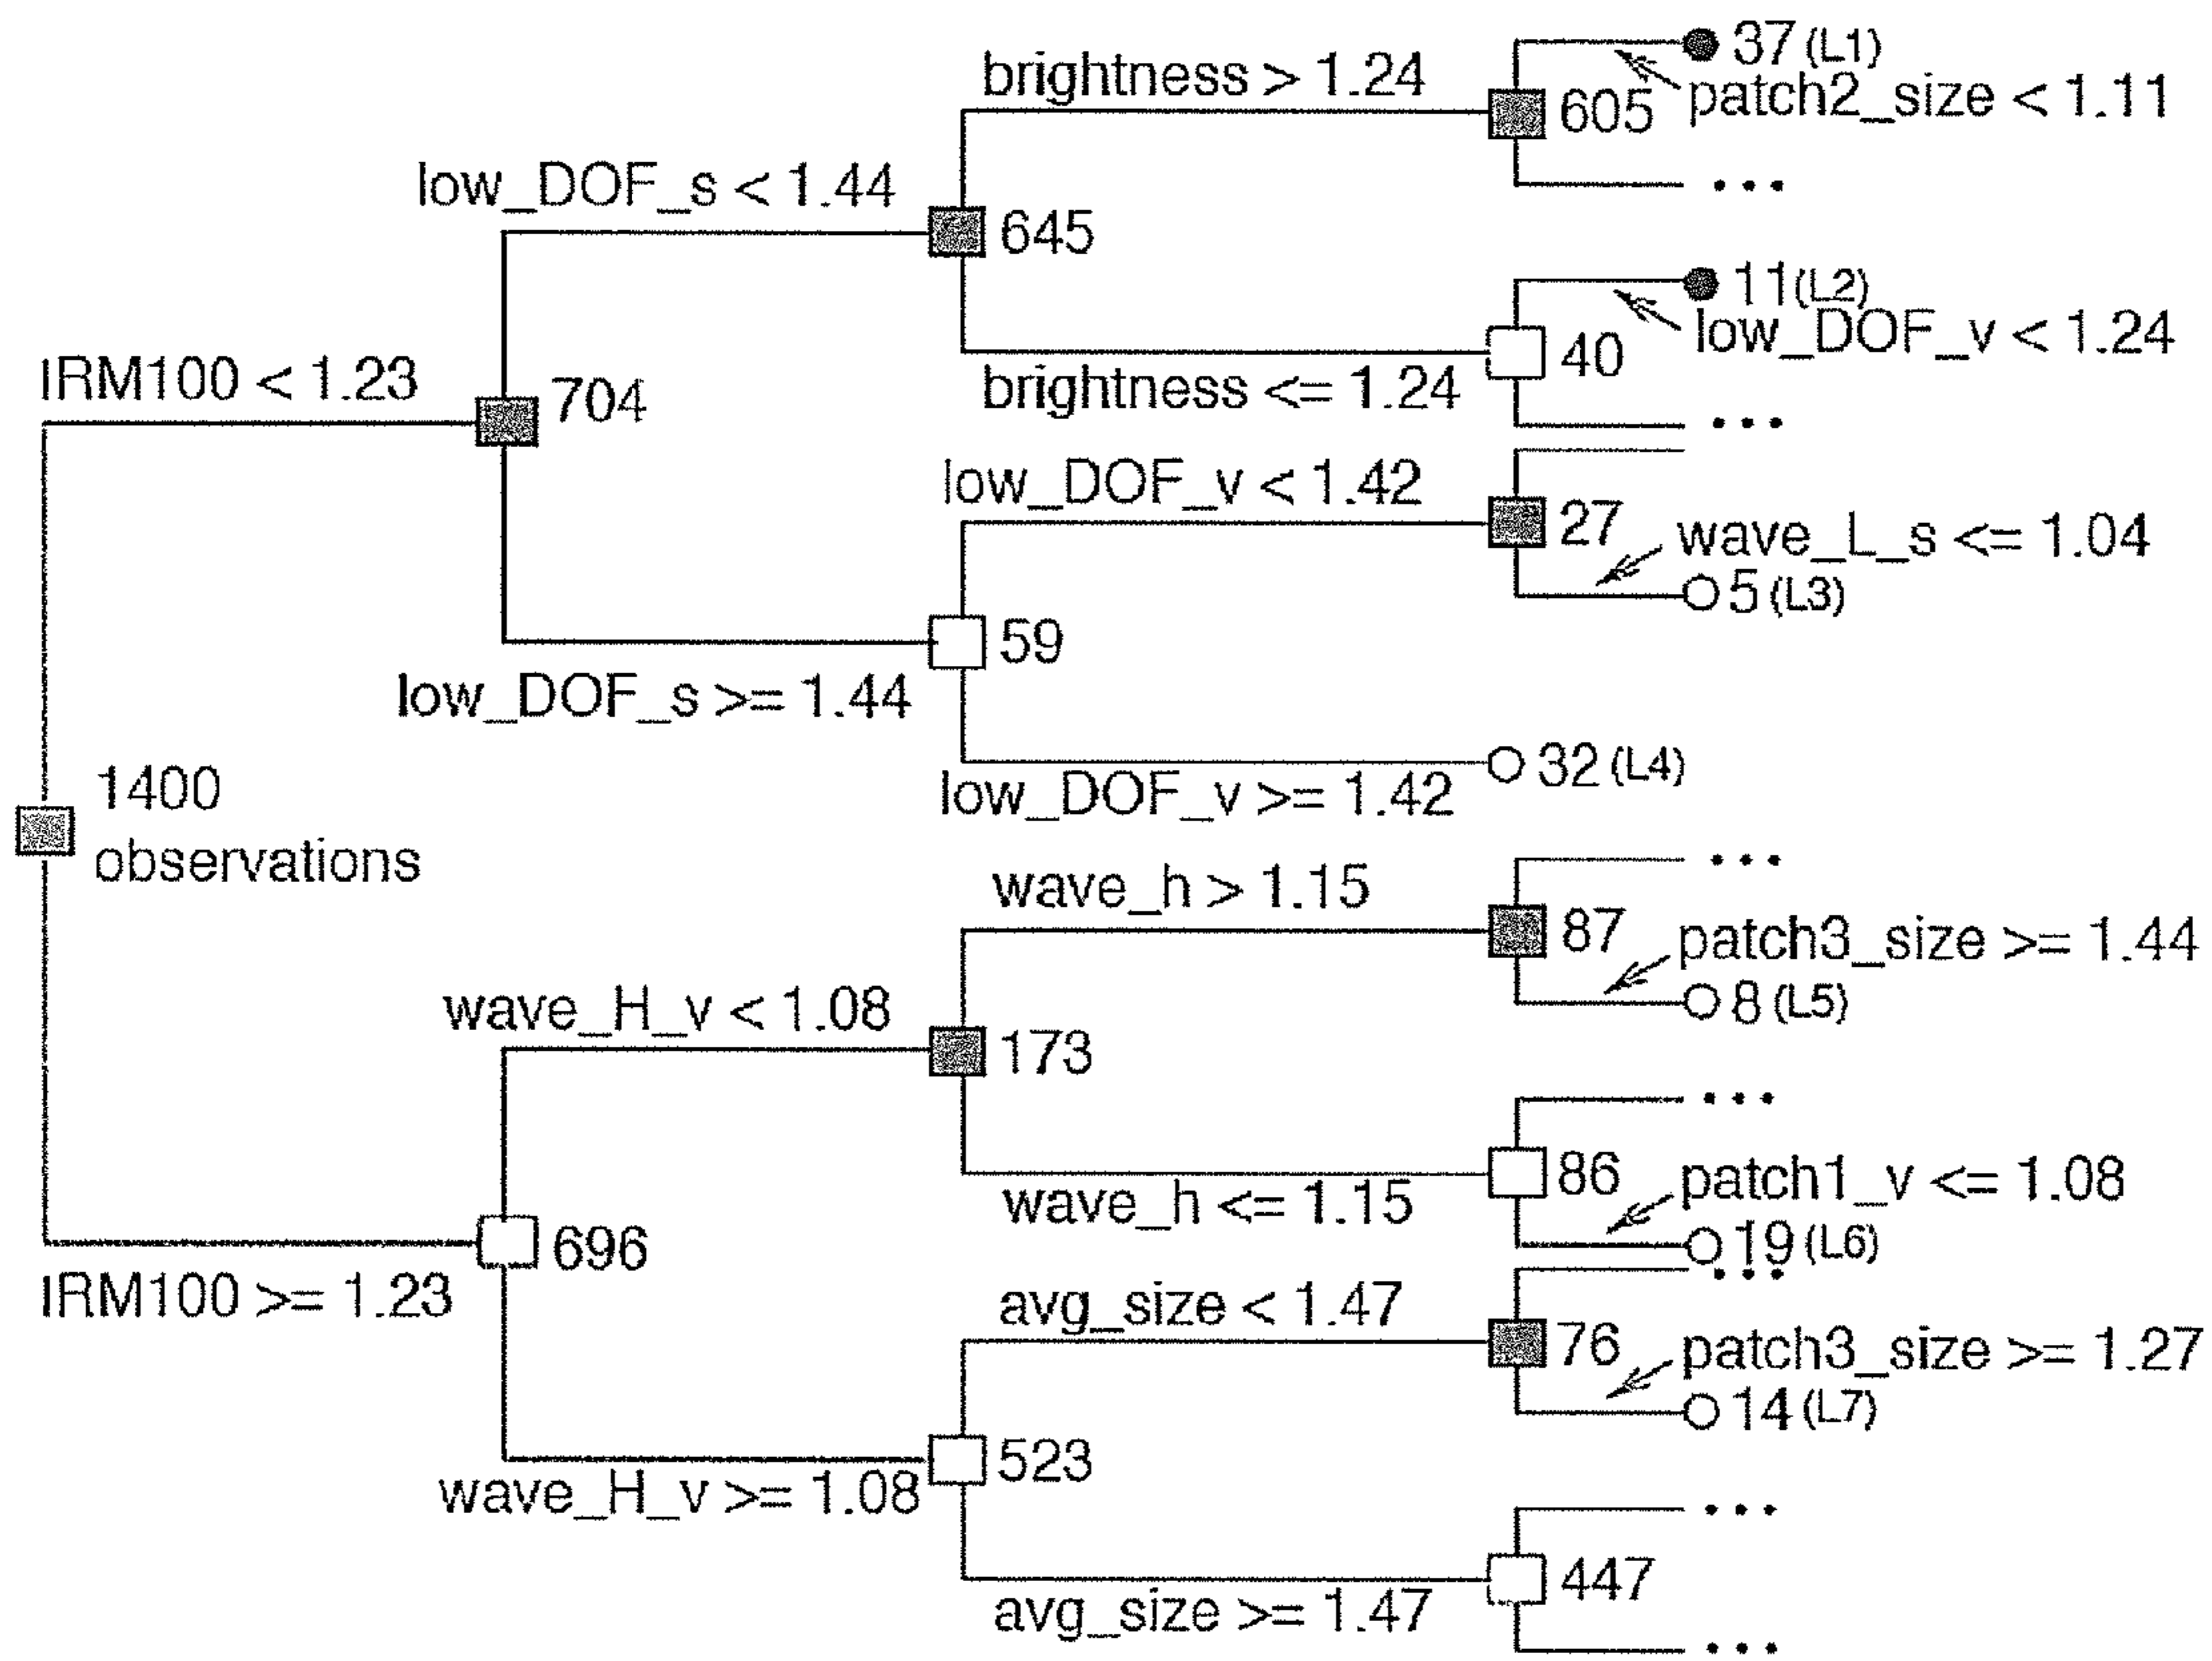 37 (L1)
brightness > 1.24
patch2_size < 1.11
605
low_DOF_s < 1.44
...
645
11(L2)
low_DOF_v < 1.24
40
IRM100 < 1.23
brightness <= 1.24
704
...
low_DOF_v < 1.42
27
wave_L_s <= 1.04
5 (L3)
59
low_DOF_s >= 1.44
32 (L4)
low_DOF_v >= 1.42
1400
observations
...
wave_h > 1.15
87
patch3_size >= 1.44
8 (L5)
wave_H_v < 1.08
173
...
86
patch1_v <= 1.08
wave_h <= 1.15
19 (L6)
696
...
IRM100 >= 1.23
avg_size < 1.47
76
patch3_size >= 1.27
14 (L7)
523
wave_H_v >= 1.08
...
447
avg_size >= 1.47
...